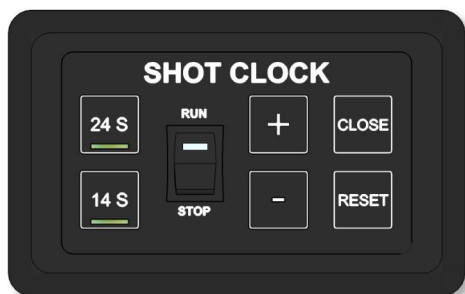 SHOT CLOCK
24 S
RUN
+
CLOSE
14 S
STOP
-
RESET